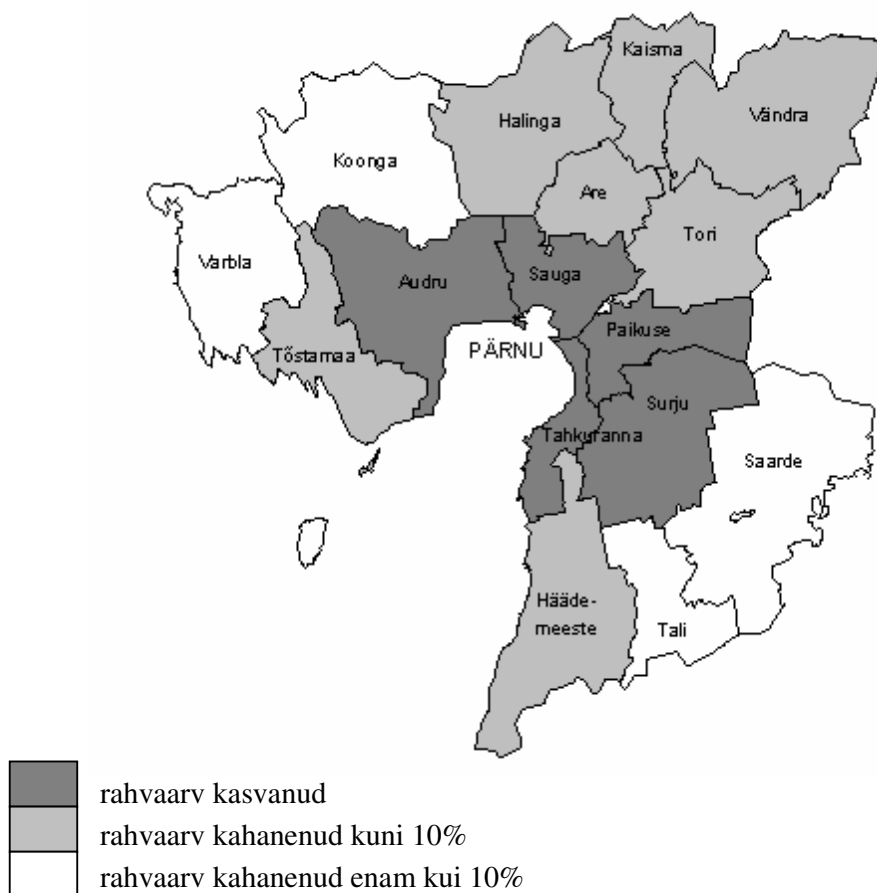 Kaisma
Vändra
Halinga
Koonga
Are
Tori
Varbla
Audru
Sauga
Paikuse
Tõstamaa
PÄRNU
Surju
Tahkuranna
Saarde
Hääde-
meeste
Tali
rahvaarv kasvanud
rahvaarv kahanenud kuni 10%
rahvaarv kahanenud enam kui 10%